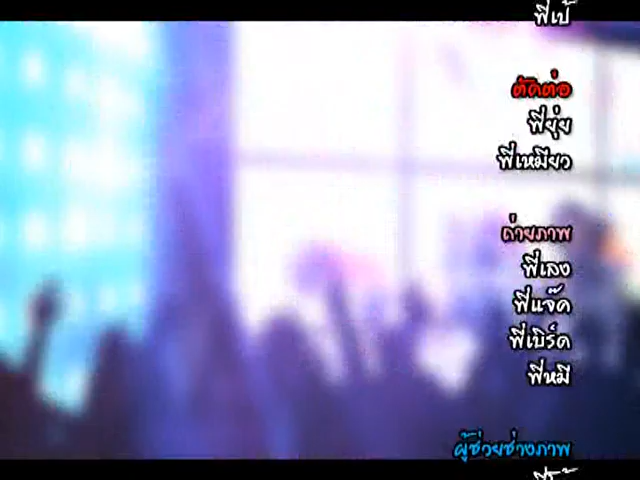 พี่เบ้
ตัดต่อ
พี่ยุ่ย
พี่เหมียว
ถ่ายภาพ
พี่เลง
พี่แจ๊ค
พี่เบิร์ด
พี่หมี
ผู้ช่วยช่างภาพ